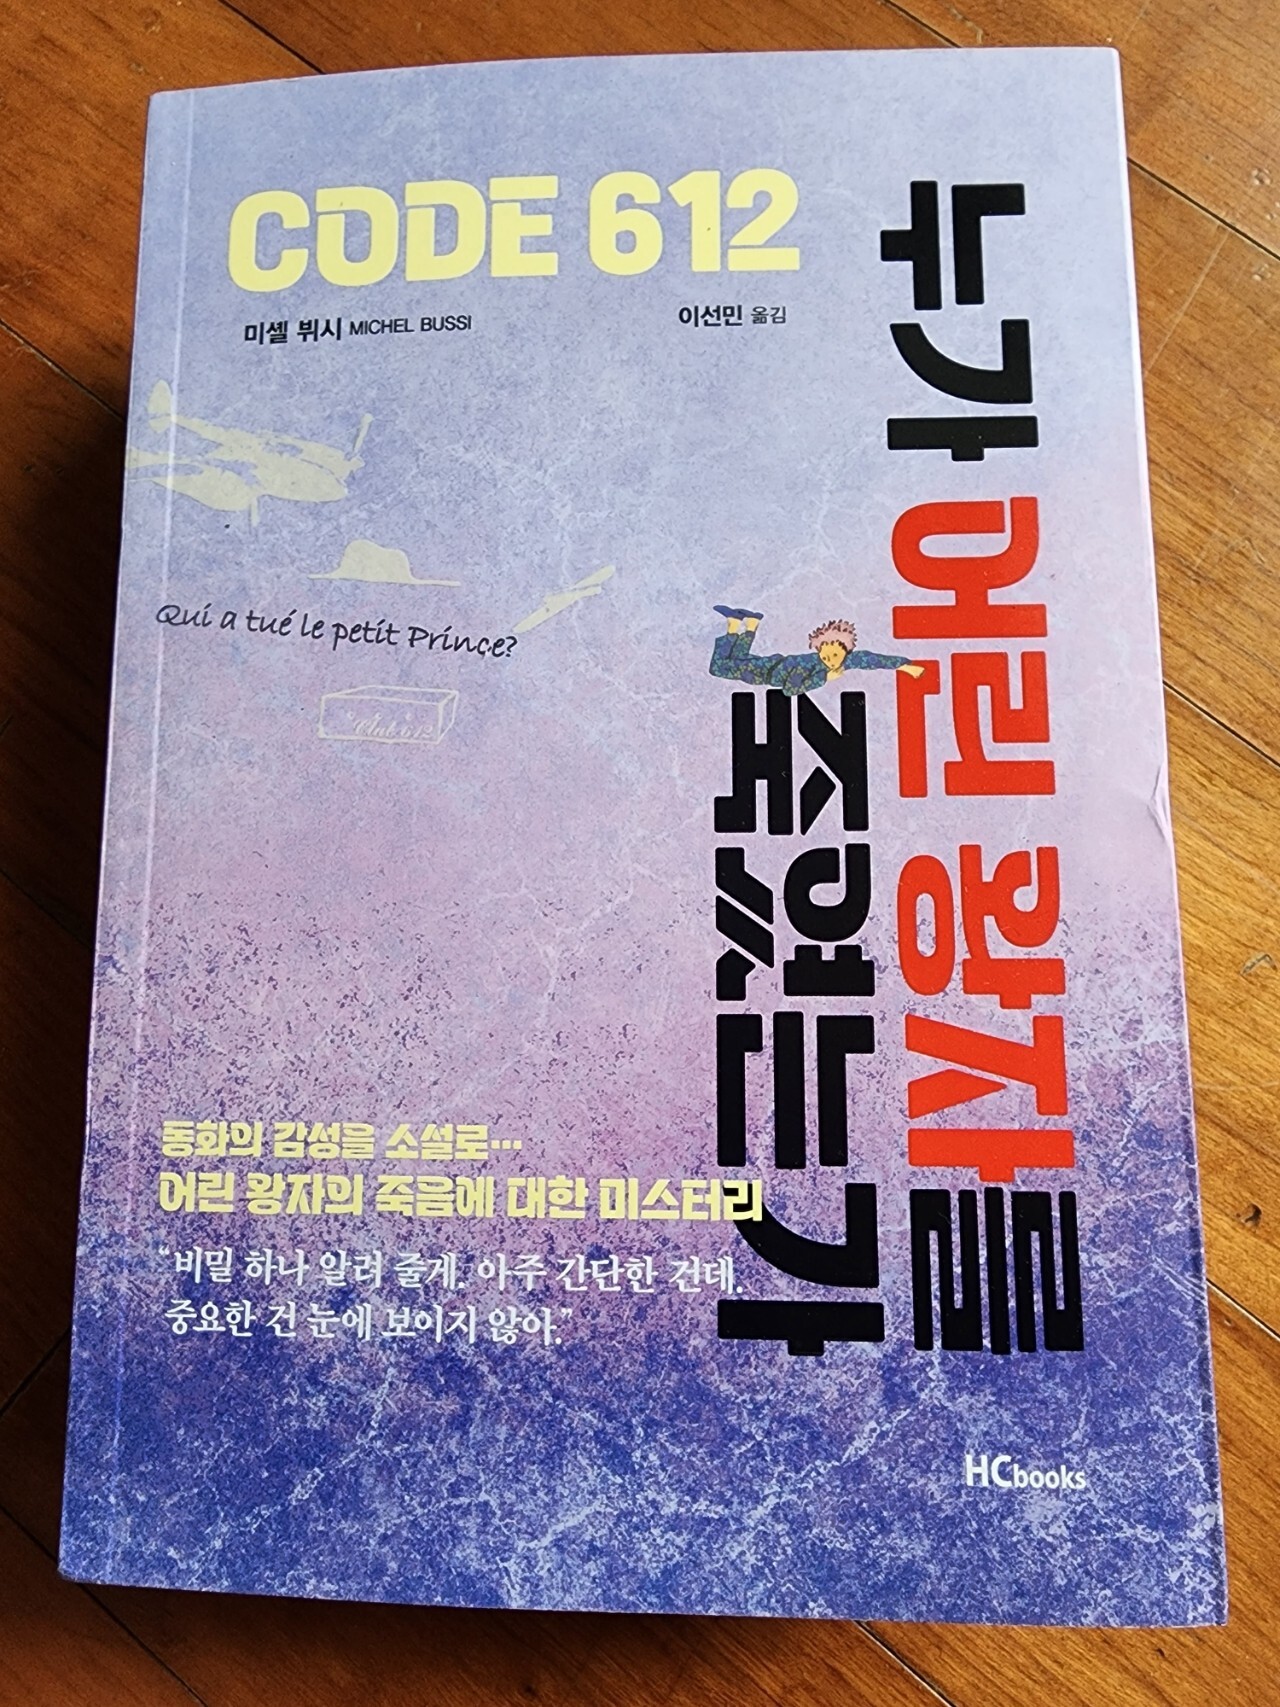 CODE 612
미셸 뷔시 MICHEL BUSSI
이선민 옮김
누가 어린 왕자를
죽였는가
Qui a tué le petit Prince?
Club 612
동화의 감성을 소설로…
어린 왕자의 죽음에 대한 미스터리
“비밀 하나 알려 줄게. 아주 간단한 건데.
중요한 건 눈에 보이지 않아.”
HCbooks